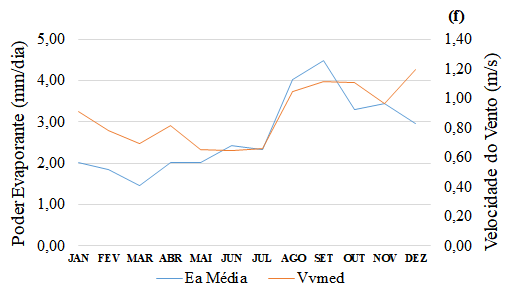 (f)
5,00
4,00
3,00
2,00
1,00
0,00
Poder Evaporante (mm/dia)
1,40
1,20
1,00
0,80
0,60
0,40
0,20
0,00
Velocidade do Vento (m/s)
JAN FEV MAR ABR MAI JUN JUL AGO SET OUT NOV DEZ
Ea Média Vvmed